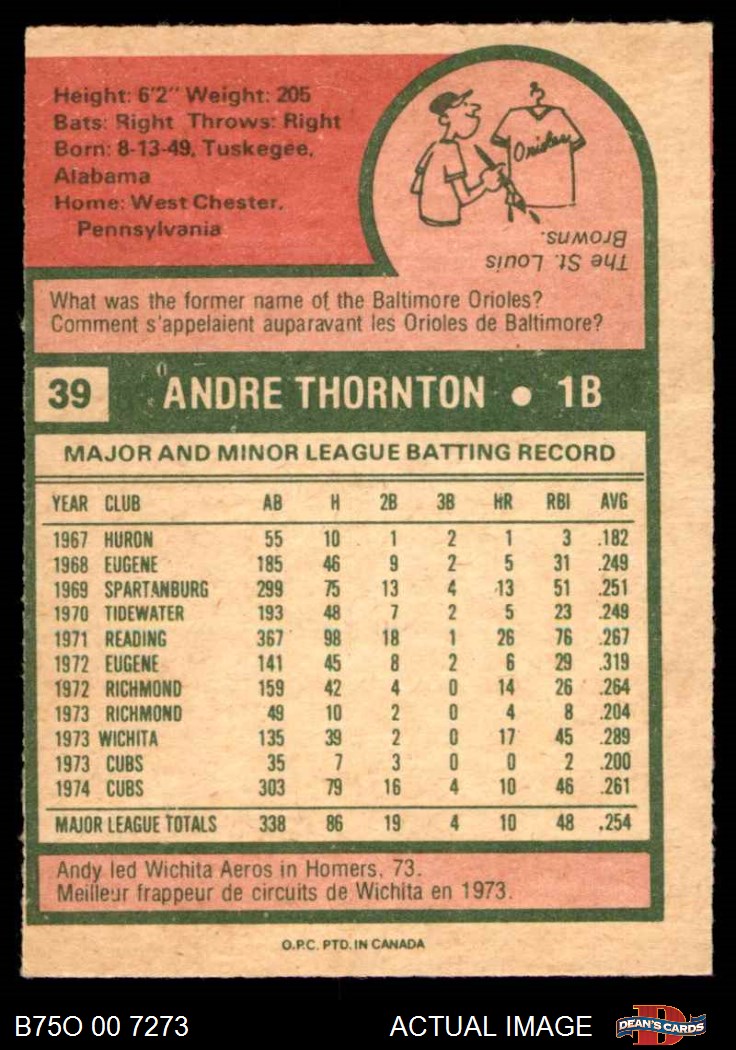 Height: 6'2" Weight: 205
Bats: Right Throws: Right
Born: 8-13-49, Tuskegee,
Alabama
Home: West Chester,
Pennsylvania
Orioles
The St. Louis
Browns.
What was the former name of the Baltimore Orioles?
Comment s'appelaient auparavant les Orioles de Baltimore?
39 ANDRE THORNTON • 1B
MAJOR AND MINOR LEAGUE BATTING RECORD
YEAR CLUB AB H 2B 3B HR RBI AVG
1967 HURON 55 10 1 2 1 3 .182
1968 EUGENE 185 46 9 2 5 31 .249
1969 SPARTANBURG 299 75 13 4 13 51 .251
1970 TIDEWATER 193 48 7 2 5 23 .249
1971 READING 367 98 18 1 26 76 .267
1972 EUGENE 141 45 8 2 6 29 .319
1972 RICHMOND 159 42 4 0 14 26 .264
1973 RICHMOND 49 10 2 0 4 8 .204
1973 WICHITA 135 39 2 0 17 45 .289
1973 CUBS 35 7 3 0 0 2 .200
1974 CUBS 303 79 16 4 10 46 .261
MAJOR LEAGUE TOTALS 338 86 19 4 10 48 .254
Andy led Wichita Aeros in Homers, 73.
Meilleur frappeur de circuits de Wichita en 1973.
O.P.C. PTD. IN CANADA
B75O 00 7273 ACTUAL IMAGE
D
DEAN'S CARDS